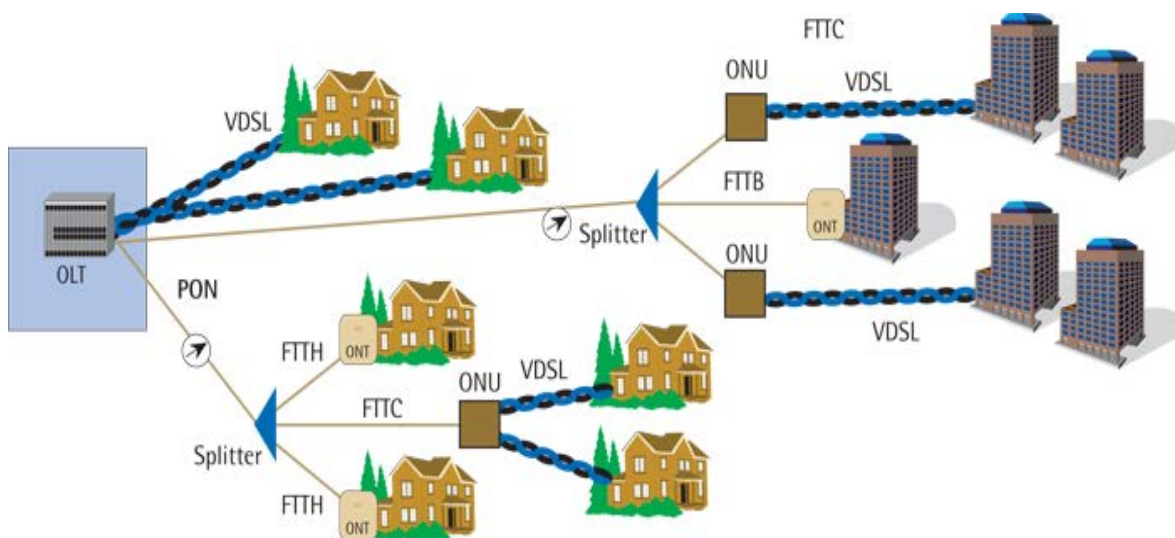 FTTC
ONU
VDSL
VDSL
FTTB
ONT
Splitter
ONU
OLT
VDSL
PON
FTTH
ONT
ONU
VDSL
FTTC
Splitter
FTTH
ONT